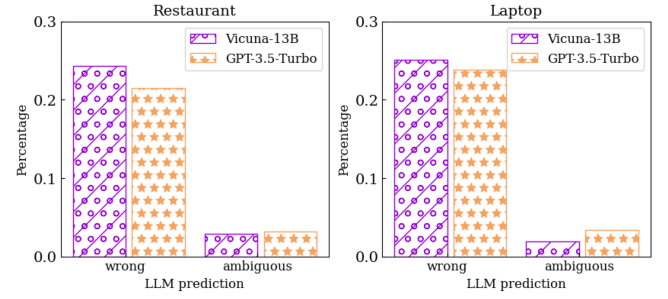 Restaurant
0.3
0.2
0.1
0.0
Percentage
Vicuna-13B
GPT-3.5-Turbo
wrong
ambiguous
LLM prediction
Laptop
0.3
0.2
0.1
0.0
Percentage
Vicuna-13B
GPT-3.5-Turbo
wrong
ambiguous
LLM prediction